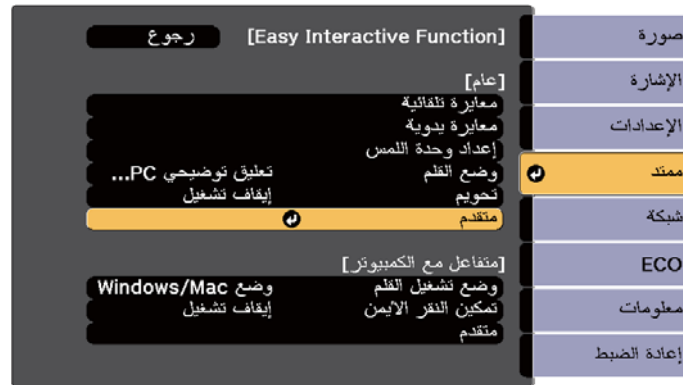 صورة
الإشارة
الإعدادات
ممتد
شبكة
ECO
معلومات
إعادة الضبط
[Easy Interactive Function] رجوع
[عام]
معايرة تلقائية
معايرة يدوية
إعداد وحدة اللمس
وضع القلم تعليق توضيحي PC...
تحويم إيقاف تشغيل
متقدم
[متفاعل مع الكمبيوتر]
وضع تشغيل القلم وضع Windows/Mac
تمكين النقر الأيمن إيقاف تشغيل
متقدم